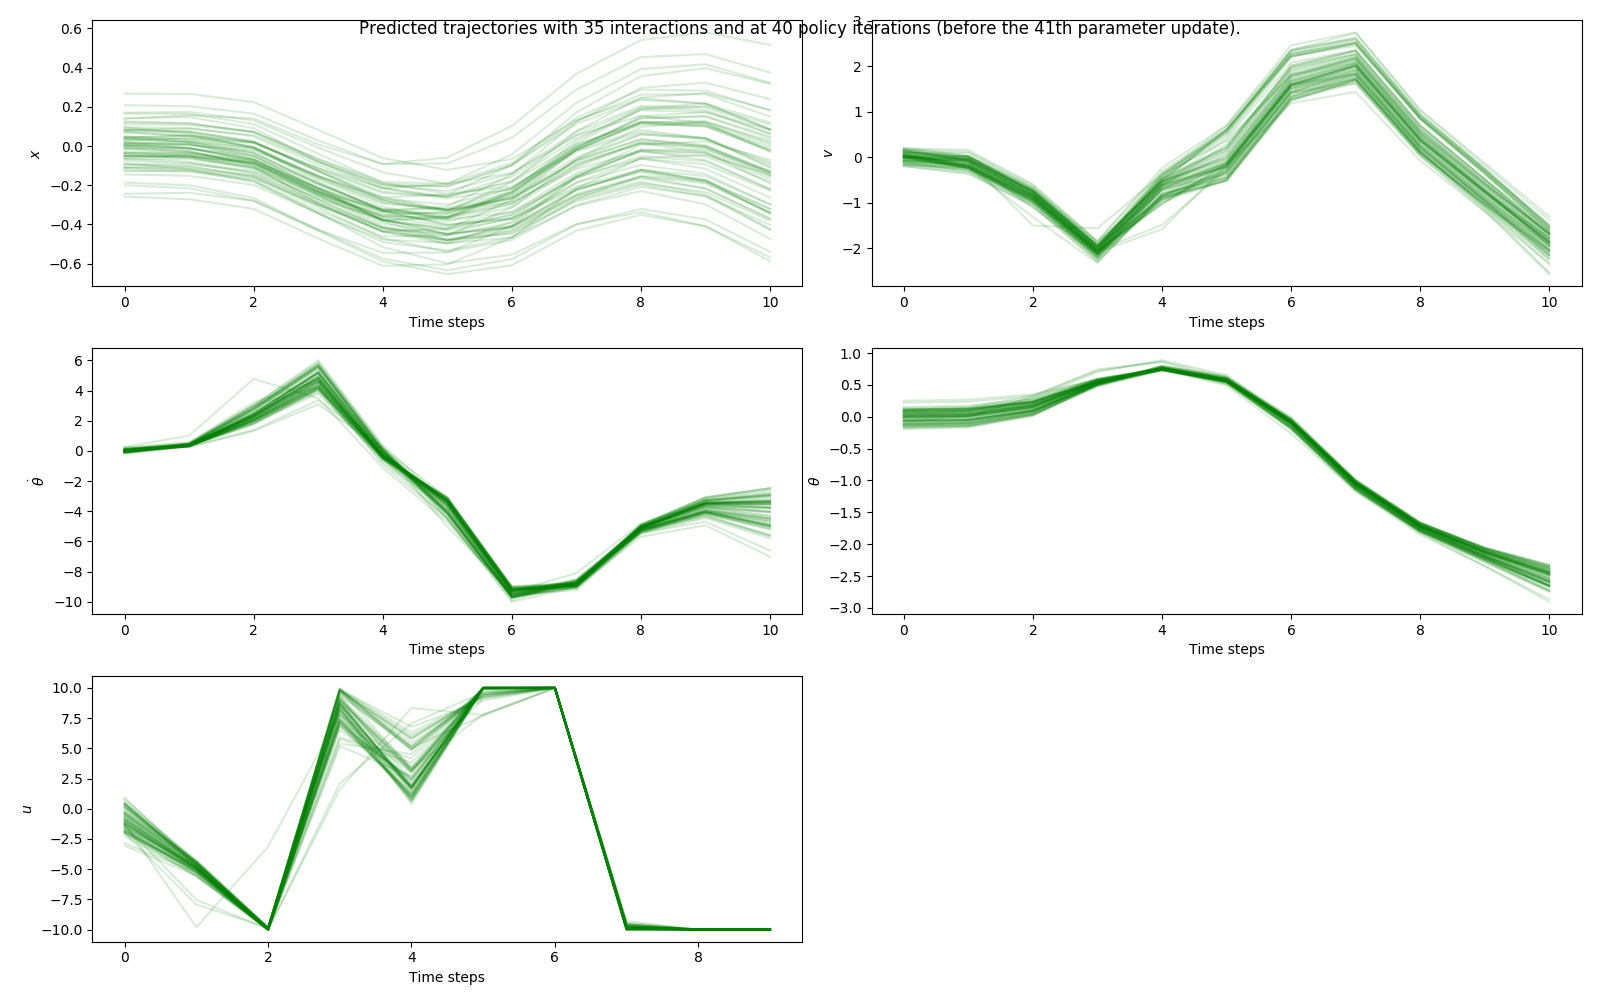 Predicted trajectories with 35 interactions and at 40 policy iterations (before the 41th parameter update).
0.6
0.4
0.2
0.0
−0.2
−0.4
−0.6
x
0 2 4 6 8 10
Time steps
3
2
1
0
−1
−2
v
0 2 4 6 8 10
Time steps
6
4
2
0
−2
−4
−6
−8
−10
θ̇
0 2 4 6 8 10
Time steps
1.0
0.5
0.0
−0.5
−1.0
−1.5
−2.0
−2.5
−3.0
θ
0 2 4 6 8 10
Time steps
10.0
7.5
5.0
2.5
0.0
−2.5
−5.0
−7.5
−10.0
u
0 2 4 6 8
Time steps